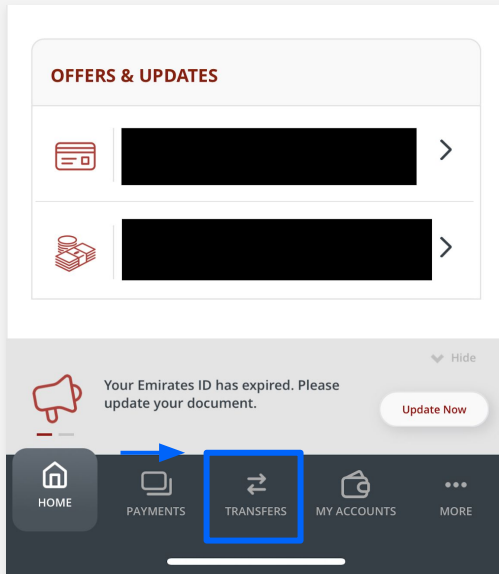 OFFERS & UPDATES
Hide
Your Emirates ID has expired. Please
update your document.
Update Now
HOME
PAYMENTS
TRANSFERS
MY ACCOUNTS
MORE